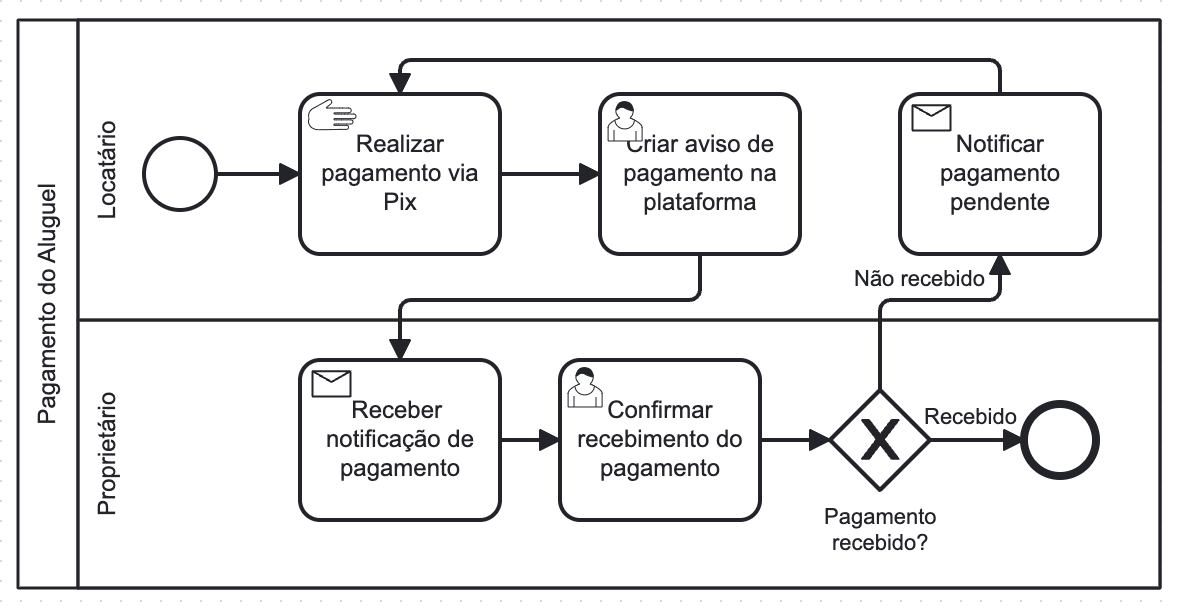 Pagamento do Aluguel
Locatário
Realizar
pagamento via
Pix
Criar aviso de
pagamento na
plataforma
Notificar
pagamento
pendente
Não recebido
Proprietário
Receber
notificação de
pagamento
Confirmar
recebimento do
pagamento
X
Recebido
Pagamento
recebido?